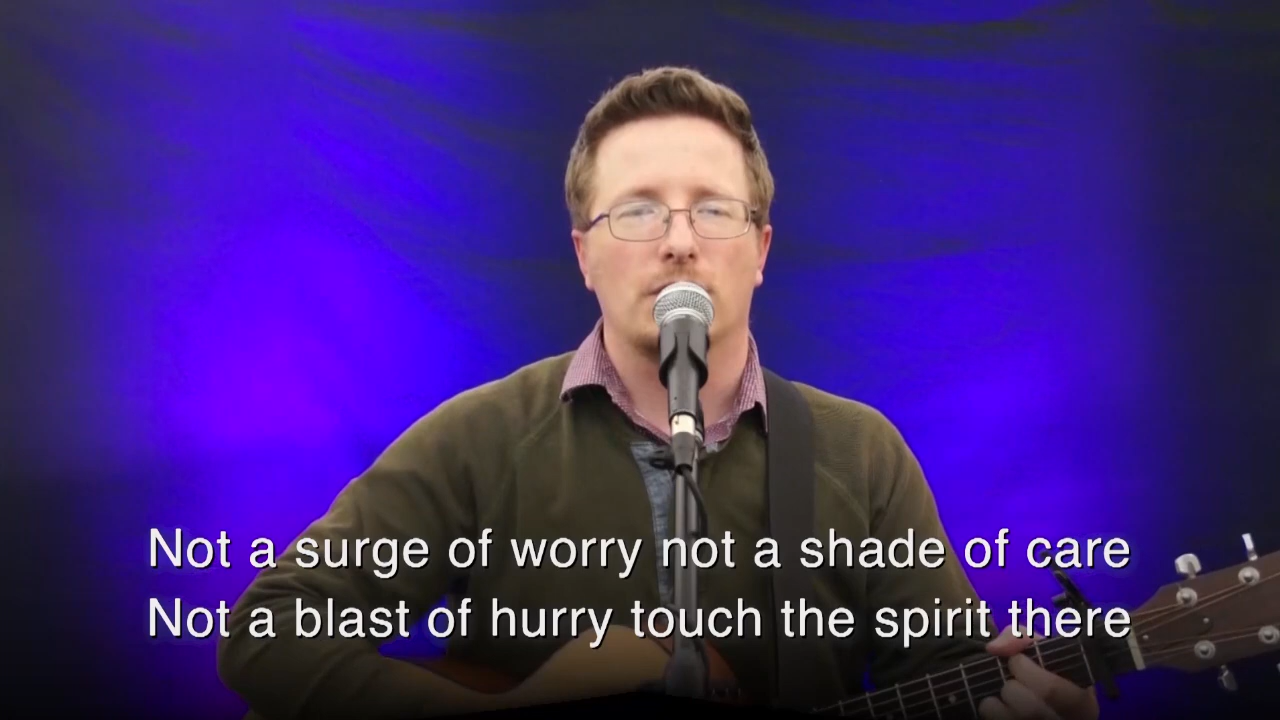 Not a surge of worry not a shade of care
Not a blast of hurry touch the spirit there